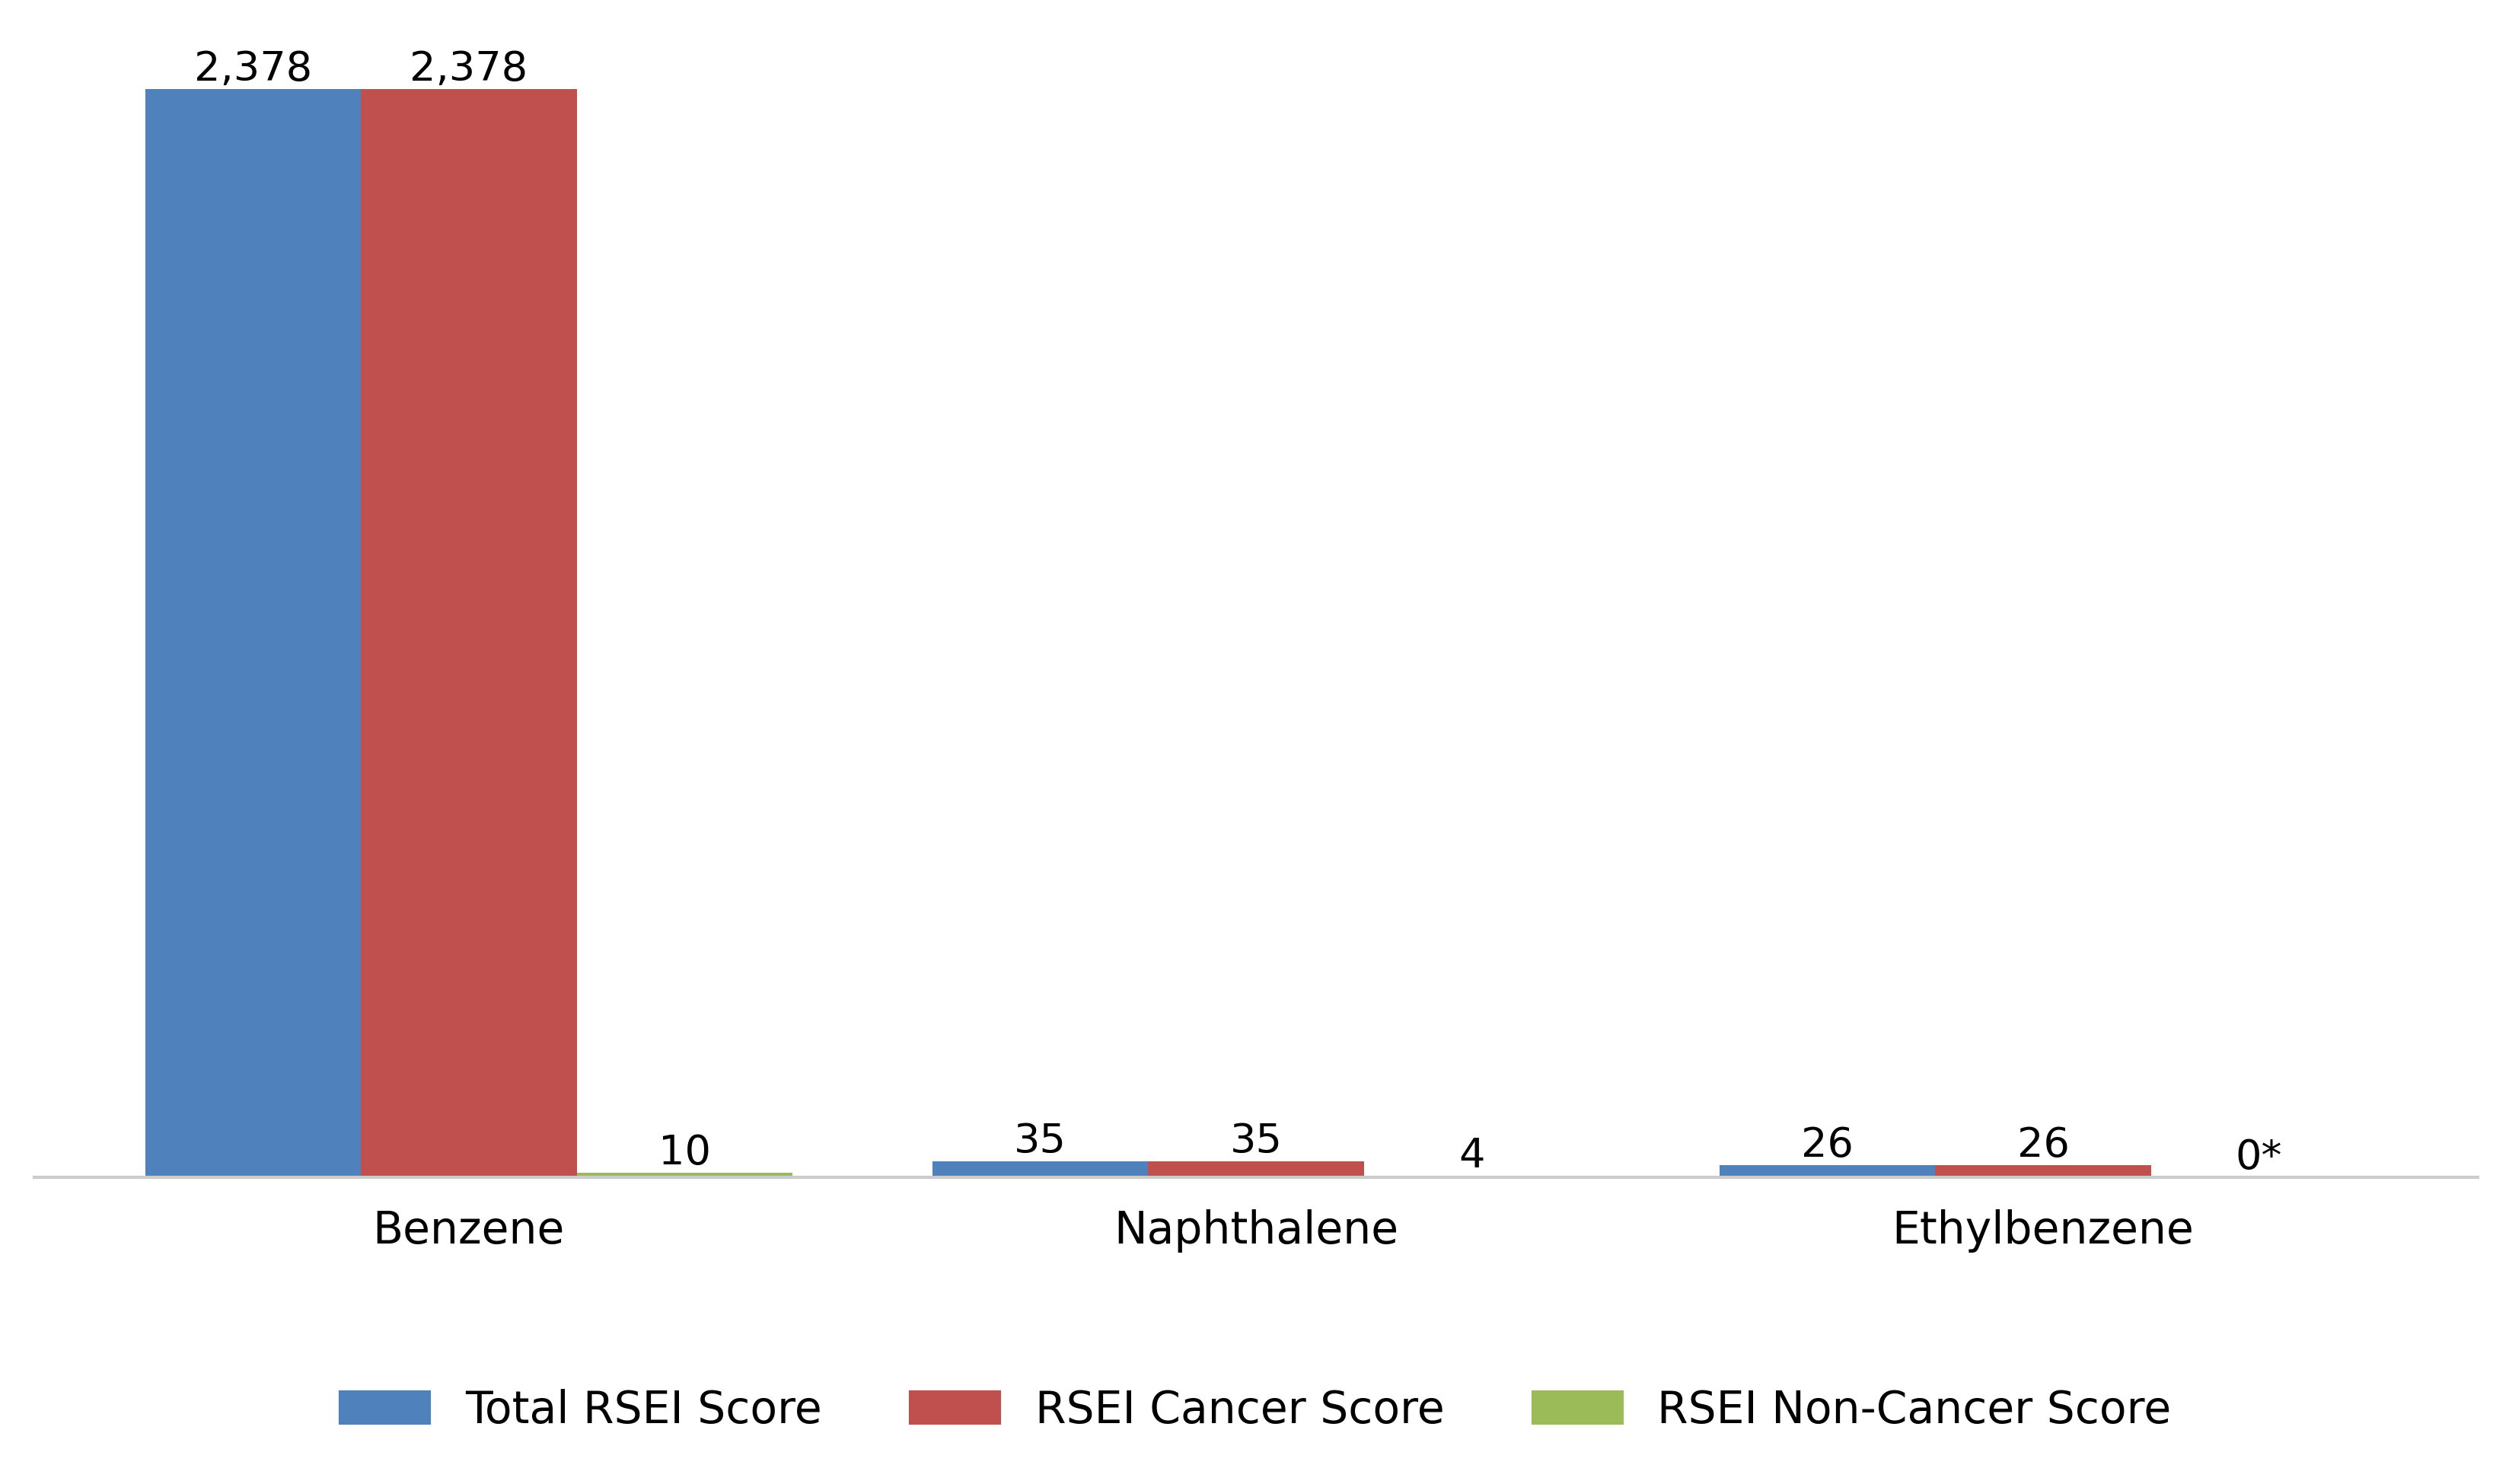 2,378 2,378
10 35 35 4 26 26 0*
Benzene Naphthalene Ethylbenzene
Total RSEI Score RSEI Cancer Score RSEI Non-Cancer Score